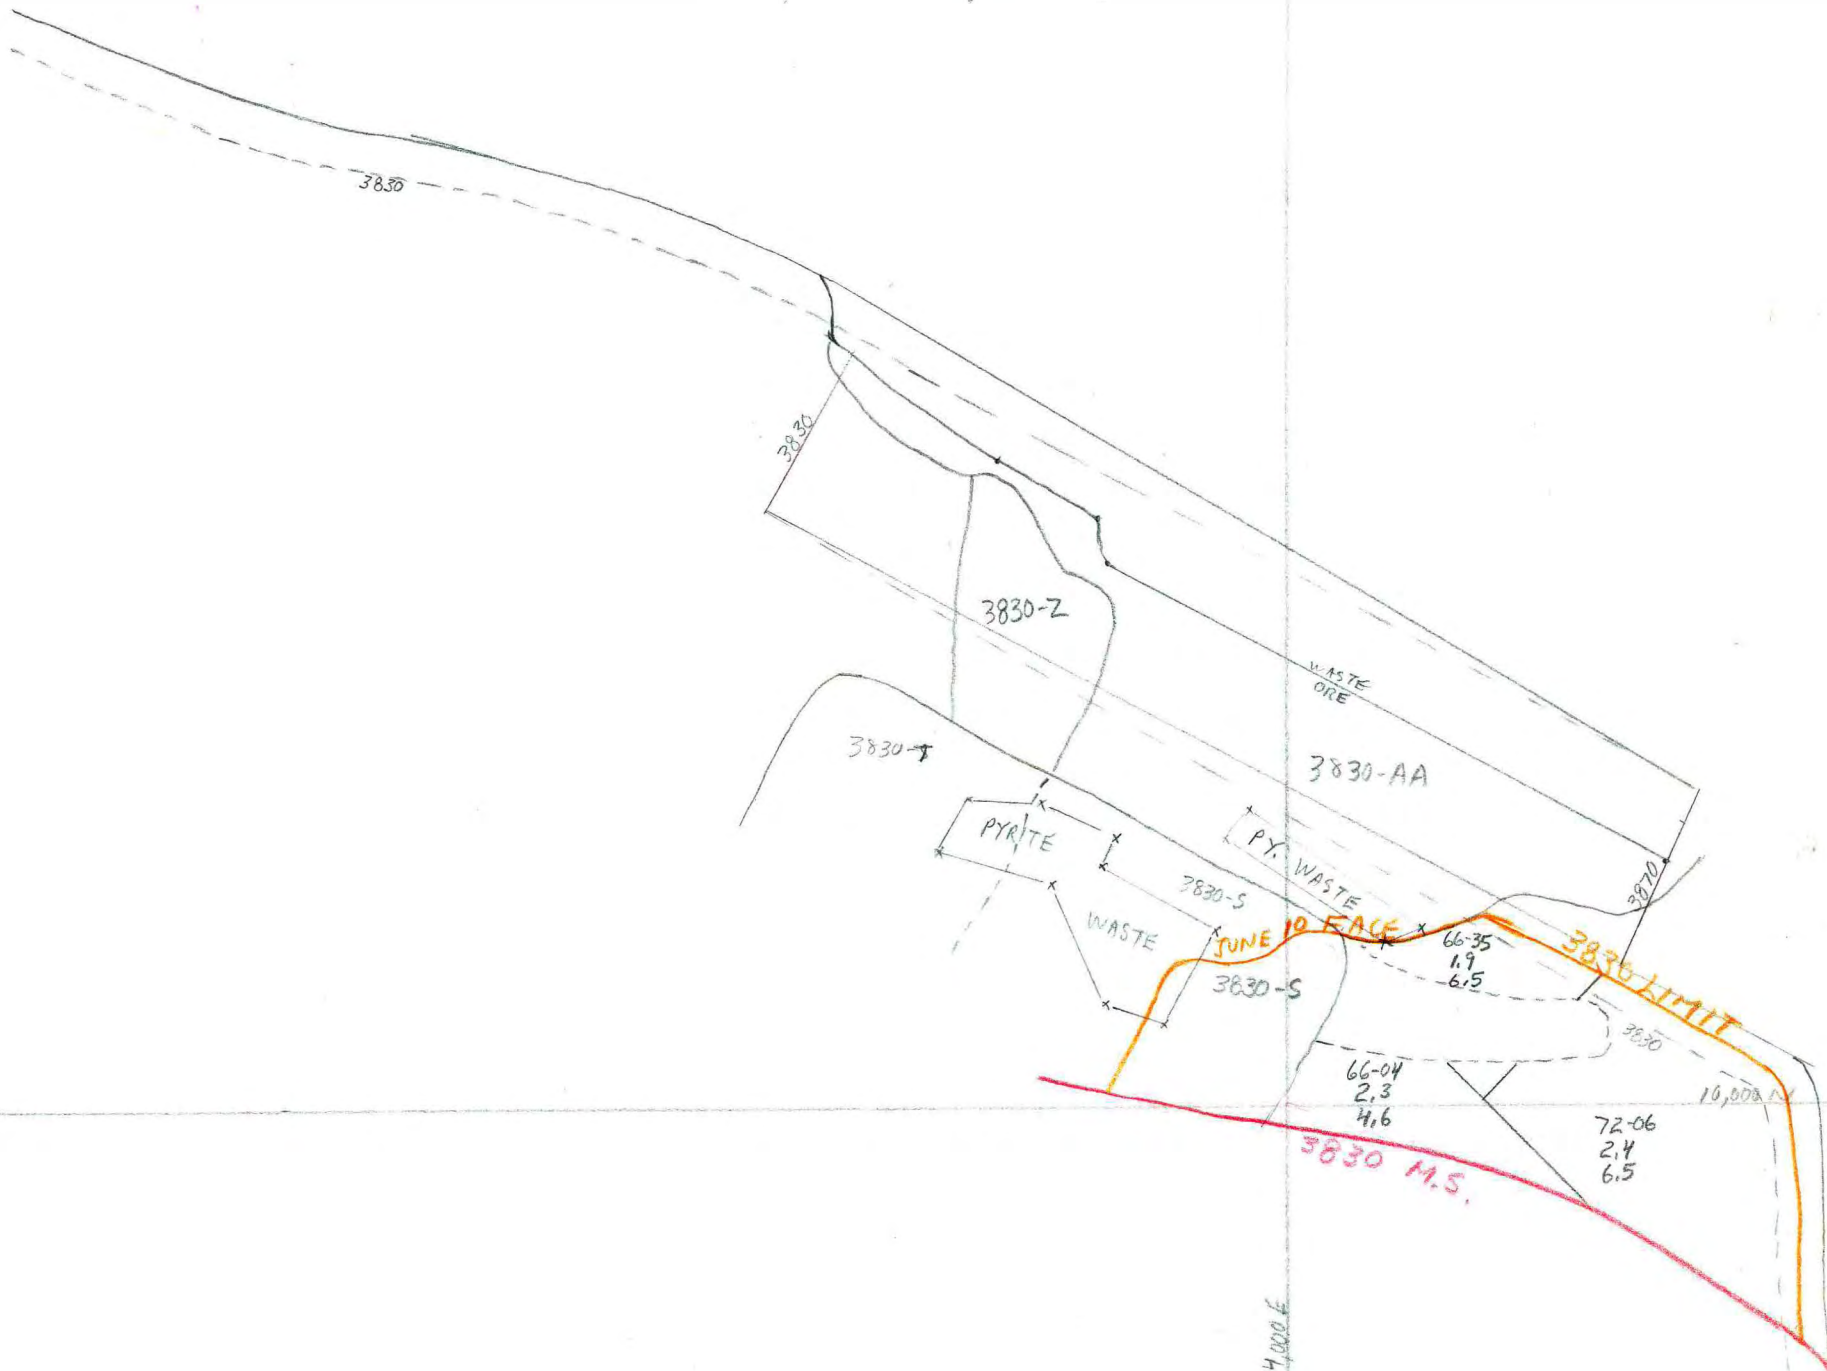 3830
3830
3830-Z
WASTE
ORE
3830-T
3830-AA
PYRITE
PY. WASTE
3830-S
3870
WASTE
JUNE 10 FACE
66-35
1.9
6.5
3830 LIMIT
3830-S
3830
66-04
2.3
4.6
10,000 N
72-06
2.4
6.5
3830 M.S.
4,000 E